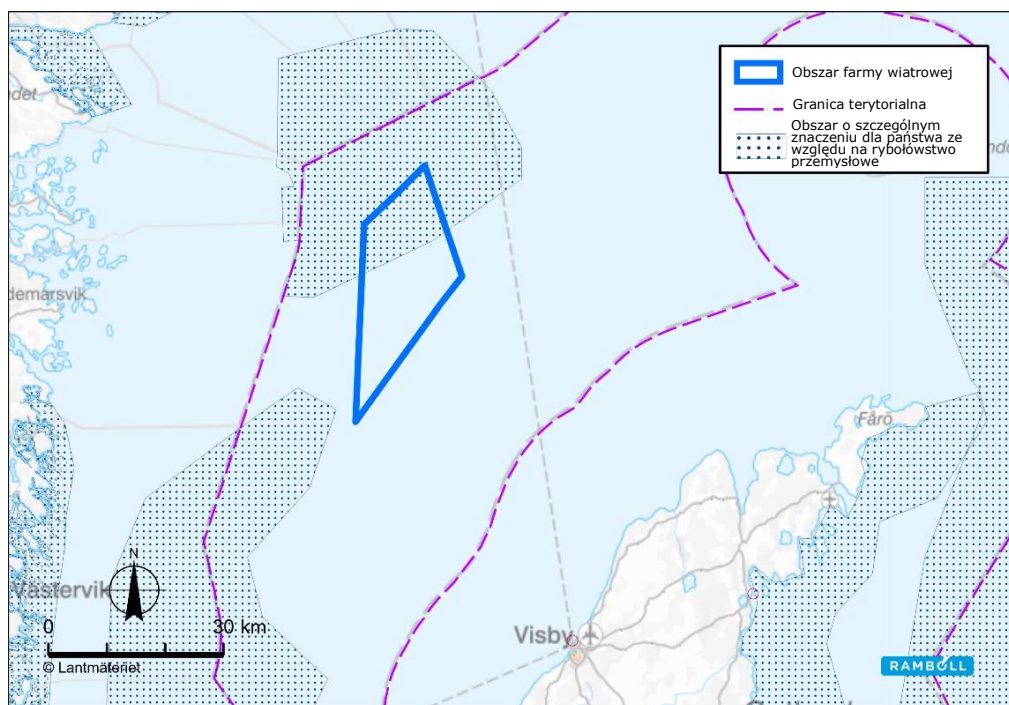 Obszar farmy wiatrowej
Granica terytorialna
Obszar o szczególnym
znaczeniu dla państwa ze
względu na rybołówstwo
przemysłowe
ndet
demarsvik
Fårö
Västervik
N
0 30 km
© Lantmäteriet
Visby
RAMBOLL